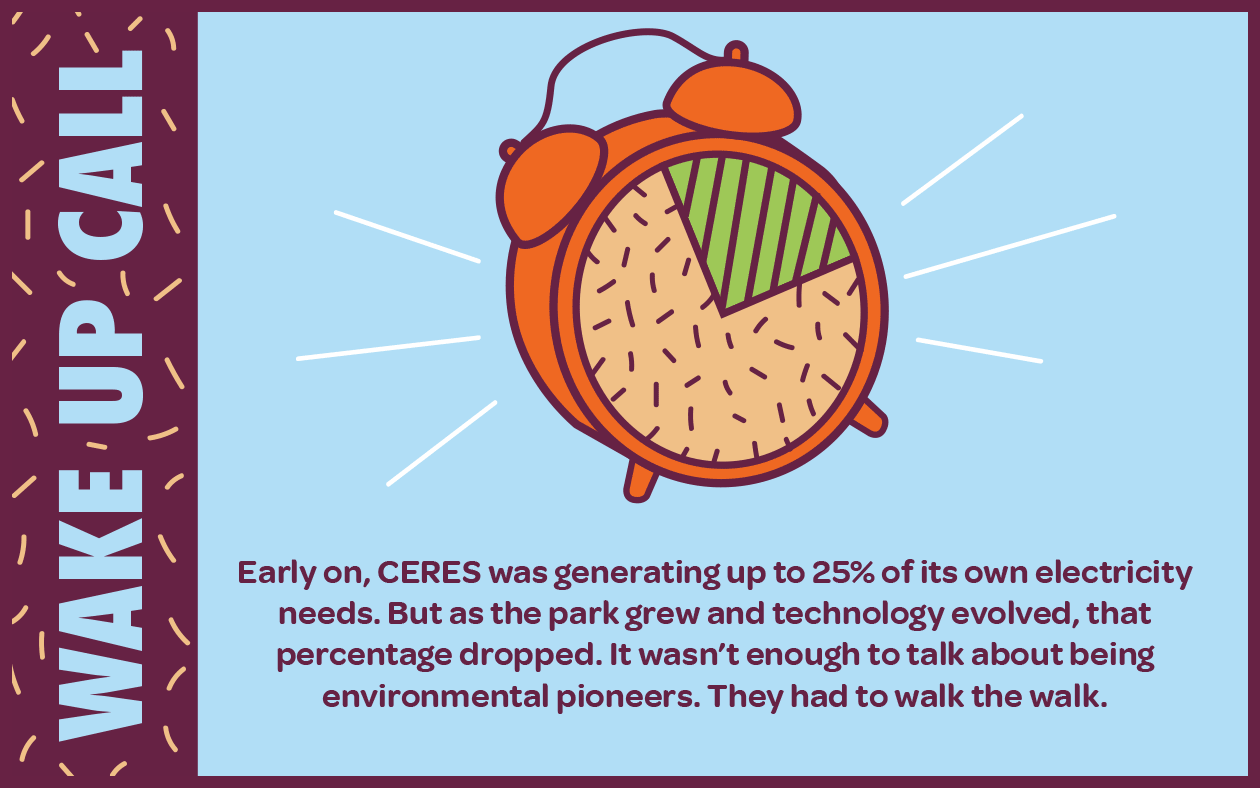 WAKE UP CALL
Early on, CERES was generating up to 25% of its own electricity
needs. But as the park grew and technology evolved, that
percentage dropped. It wasn’t enough to talk about being
environmental pioneers. They had to walk the walk.